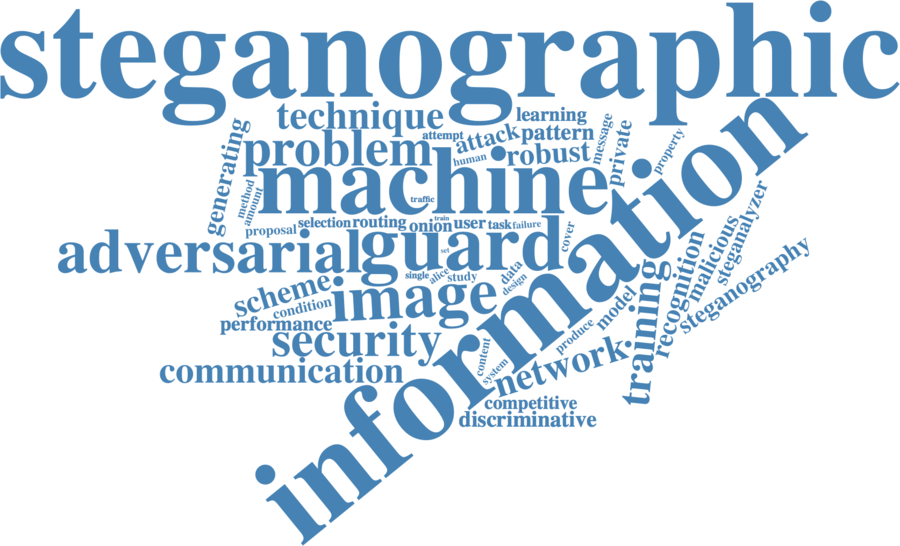 steganographic
information
technique
learning
attempt
attack
pattern
message
private
property
generating
problem
human
robust
machine
method
amount
traffic
proposal
selection
routing
onion
train
user
task
failure
cover
adversarial
guard
set
single
alice
study
data
design
scheme
condition
image
performance
security
communication
content
system
produce
model
network
training
recognition
malicious
steganalyzer
steganography
competitive
discriminative